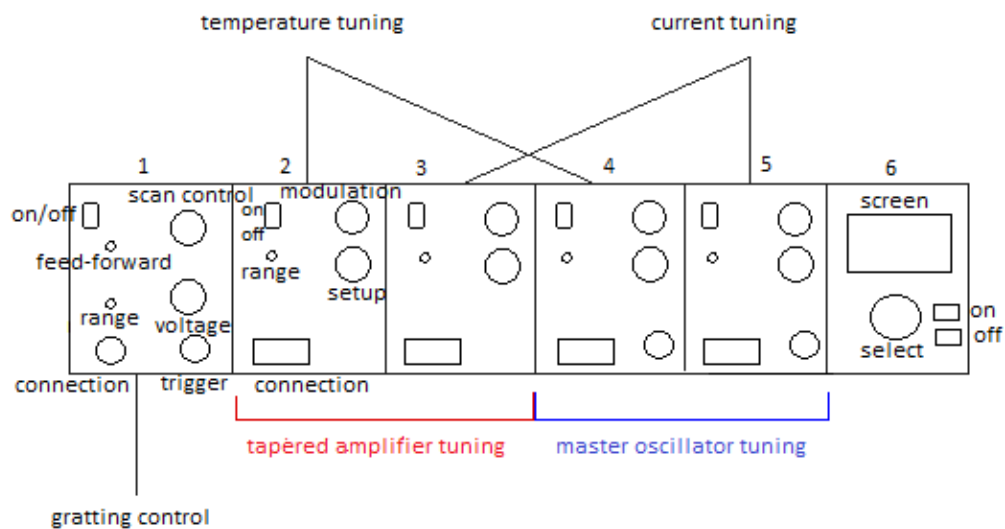 temperature tuning
current tuning
1
2
3
4
5
6
scan control
modulation
screen
on/off
on
off
feed-forward
range
setup
range
voltage
on
off
select
connection
trigger
connection
tapered amplifier tuning
master oscillator tuning
gratting control